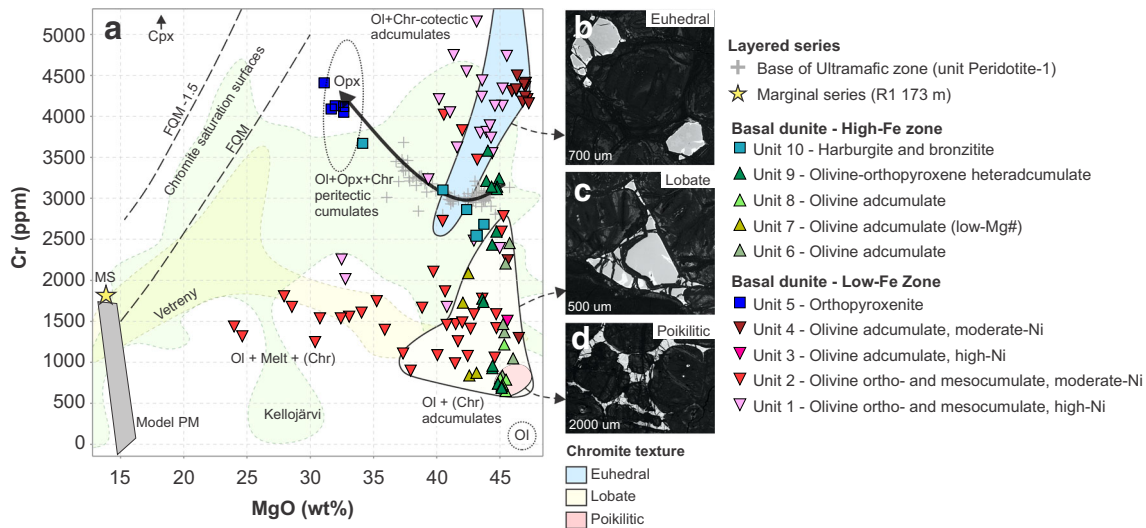 a
Cpx
FQM -1.5
Chromite saturation surfaces
FQM
Opx
Ol+Chr-cotectic
adcumulates
Ol+Opx+Chr
peritectic
cumulates
MS
Vetreny
Ol + Melt + (Chr)
Kellojärvi
Model PM
Ol + (Chr)
adcumulates
Ol
Cr (ppm)
5000
4500
4000
3500
3000
2500
2000
1500
1000
500
0
15
20
25
30
35
40
45
MgO (wt%)
b
Euhedral
700 um
c
Lobate
500 um
d
Poikilitic
2000 um
Chromite texture
Euhedral
Lobate
Poikilitic
Layered series
Base of Ultramafic zone (unit Peridotite-1)
Marginal series (R1 173 m)
Basal dunite - High-Fe zone
Unit 10 - Harburgite and bronzitite
Unit 9 - Olivine-orthopyroxene heteradcumulate
Unit 8 - Olivine adcumulate
Unit 7 - Olivine adcumulate (low-Mg#)
Unit 6 - Olivine adcumulate
Basal dunite - Low-Fe Zone
Unit 5 - Orthopyroxenite
Unit 4 - Olivine adcumulate, moderate-Ni
Unit 3 - Olivine adcumulate, high-Ni
Unit 2 - Olivine ortho- and mesocumulate, moderate-Ni
Unit 1 - Olivine ortho- and mesocumulate, high-Ni